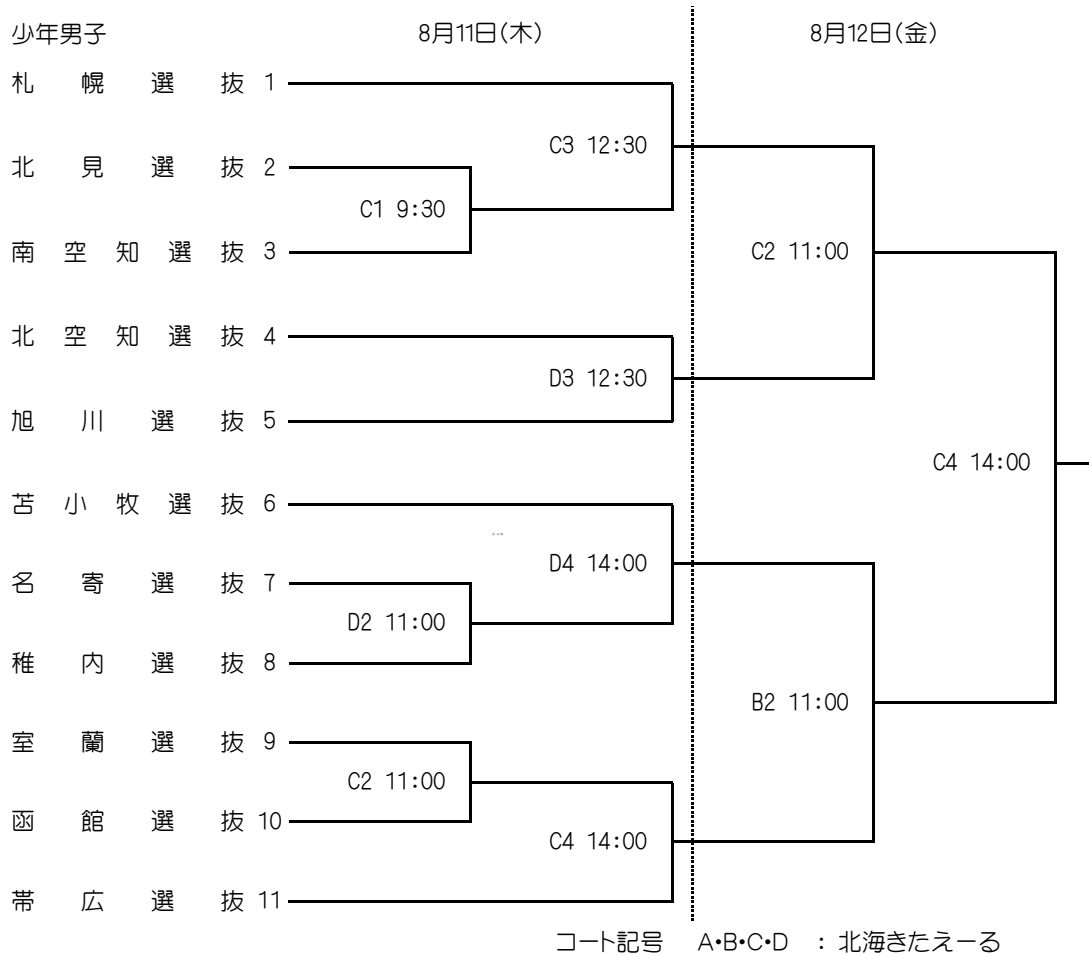 少年男子 8月11日(木) 8月12日(金)
札幌選抜 1
C3 12:30
北見選抜 2
C1 9:30
南空知選抜 3
C2 11:00
北空知選抜 4
D3 12:30
旭川選抜 5
C4 14:00
苫小牧選抜 6
D4 14:00
名寄選抜 7
D2 11:00
稚内選抜 8
B2 11:00
室蘭選抜 9
C2 11:00
函館選抜 10
C4 14:00
帯広選抜 11
コート記号 A・B・C・D : 北海きたえーる